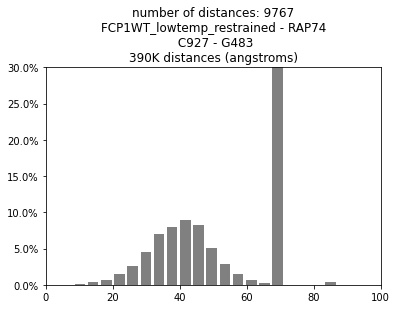 number of distances: 9767
FCP1WT_lowtemp_restrained - RAP74
C927 - G483
390K distances (angstroms)
30.0%
25.0%
20.0%
15.0%
10.0%
5.0%
0.0%
0 20 40 60 80 100